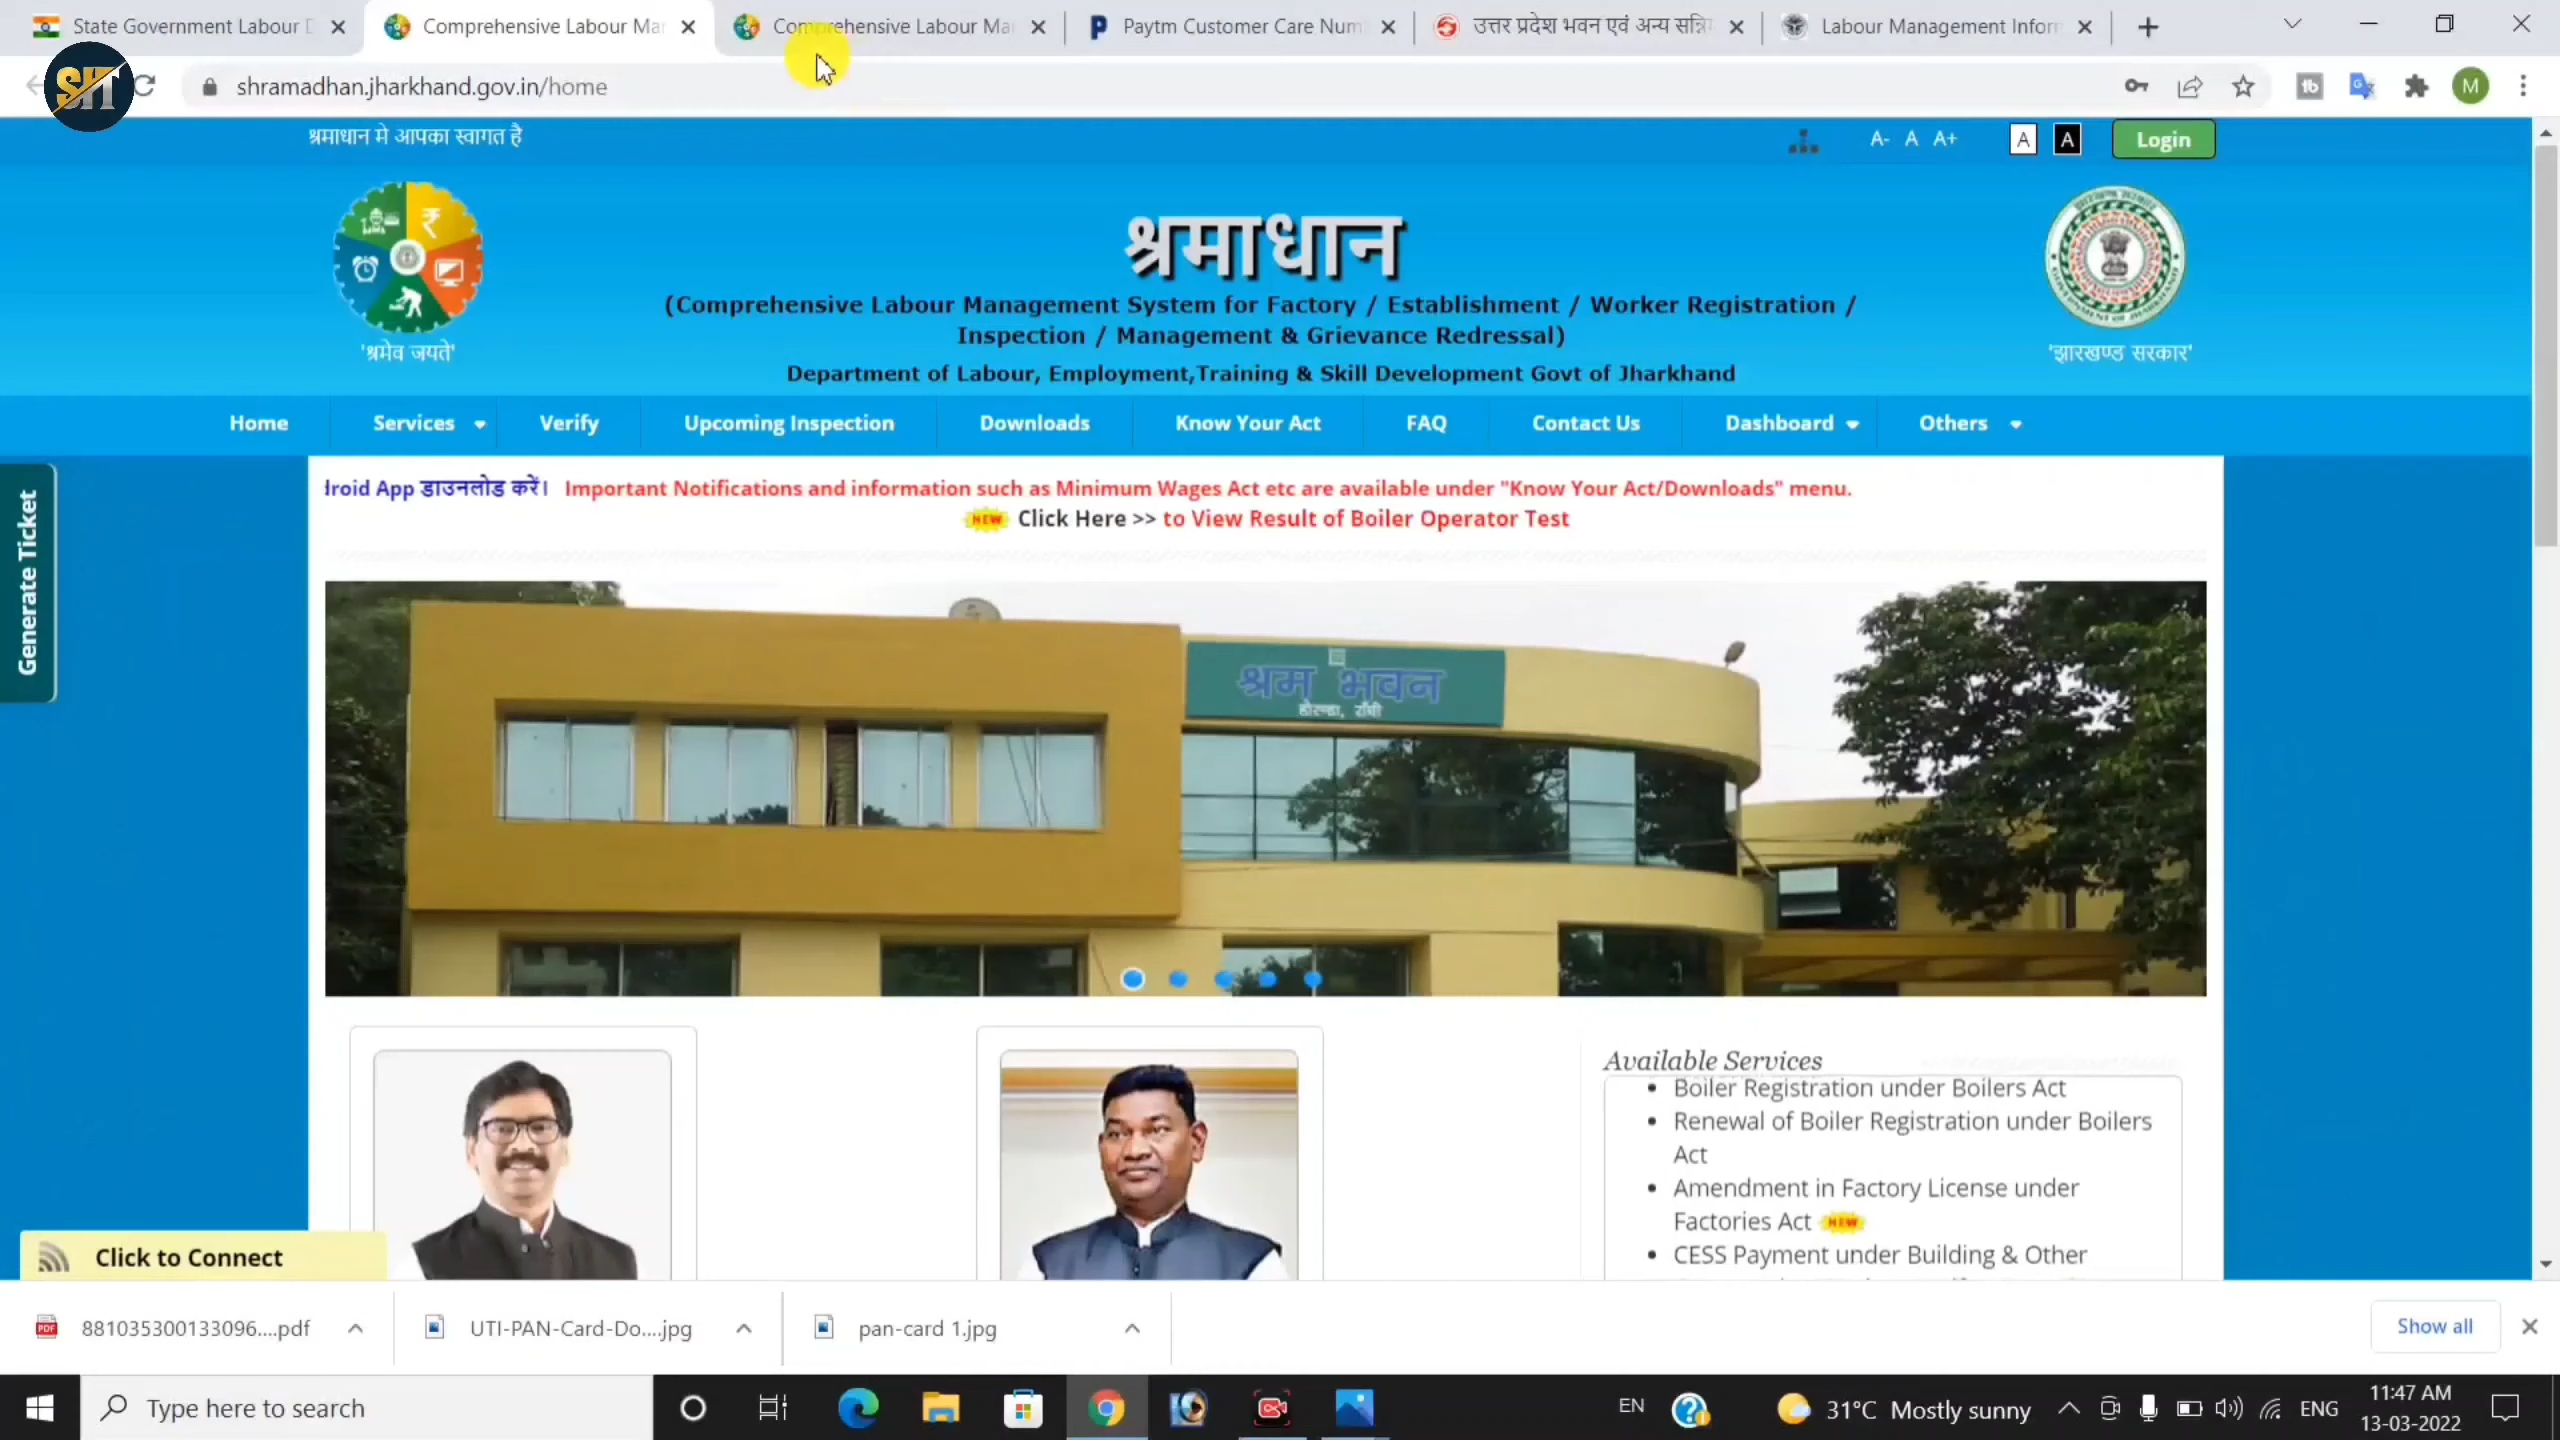 State Government Labour D
Comprehensive Labour Mar
Comprehensive Labour Mar
Paytm Customer Care Num
उत्तर प्रदेश भवन एवं अन्य सन्नि
Labour Management Inform
SIT
shramadhan.jharkhand.gov.in/home
M
श्रमाधान मे आपका स्वागत है
A- A A+ A A Login
श्रमाधान
(Comprehensive Labour Management System for Factory / Establishment / Worker Registration /
Inspection / Management & Grievance Redressal)
Department of Labour, Employment,Training & Skill Development Govt of Jharkhand
'श्रमेव जयते'
'झारखण्ड सरकार'
Home Services Verify Upcoming Inspection Downloads Know Your Act FAQ Contact Us Dashboard Others
Generate Ticket
droid App डाउनलोड करें। Important Notifications and information such as Minimum Wages Act etc are available under "Know Your Act/Downloads" menu.
NEW Click Here >> to View Result of Boiler Operator Test
श्रम भवन
डोरण्डा, राँची
Available Services
Boiler Registration under Boilers Act
Renewal of Boiler Registration under Boilers
Act
Amendment in Factory License under
Factories Act NEW
CESS Payment under Building & Other
Click to Connect
881035300133096....pdf
UTI-PAN-Card-Do....jpg
pan-card 1.jpg
Show all
Type here to search
EN
31°C Mostly sunny
ENG
11:47 AM
13-03-2022